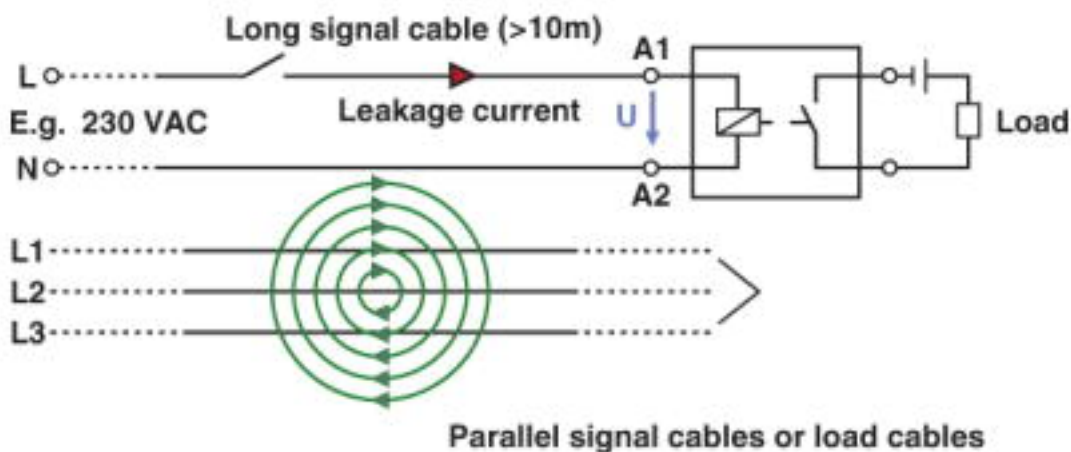 Long signal cable (>10m)
L
A1
Leakage current
U
Load
E.g. 230 VAC
N
A2
L1
L2
L3
Parallel signal cables or load cables